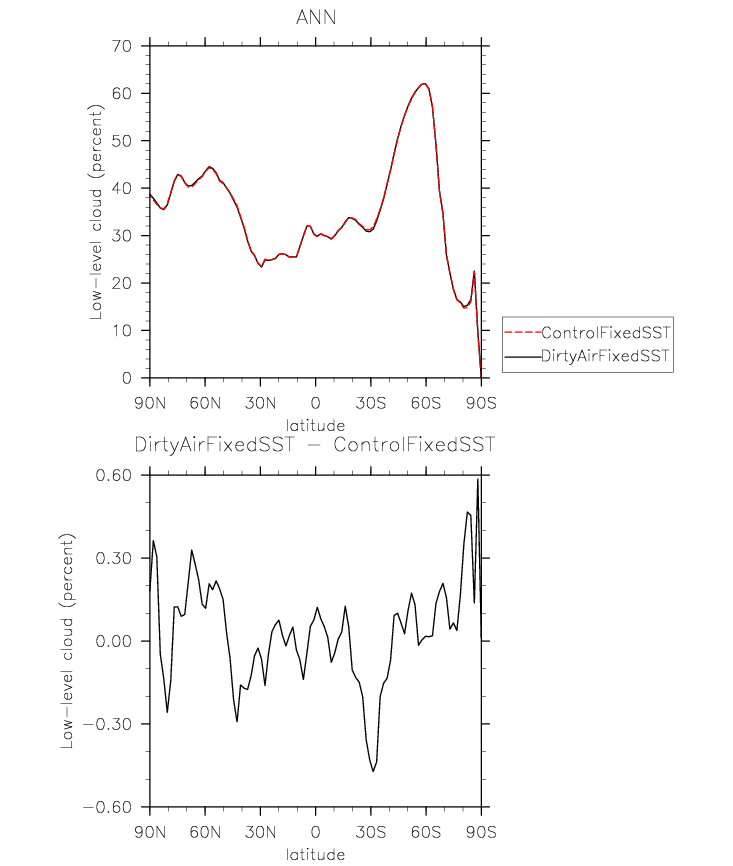 ANN
70
60
50
40
30
20
10
0
Low-level cloud (percent)
90N 60N 30N 0 30S 60S 90S
latitude
ControlFixedSST
DirtyAirFixedSST
DirtyAirFixedSST - ControlFixedSST
0.60
0.30
0.00
-0.30
-0.60
Low-level cloud (percent)
90N 60N 30N 0 30S 60S 90S
latitude